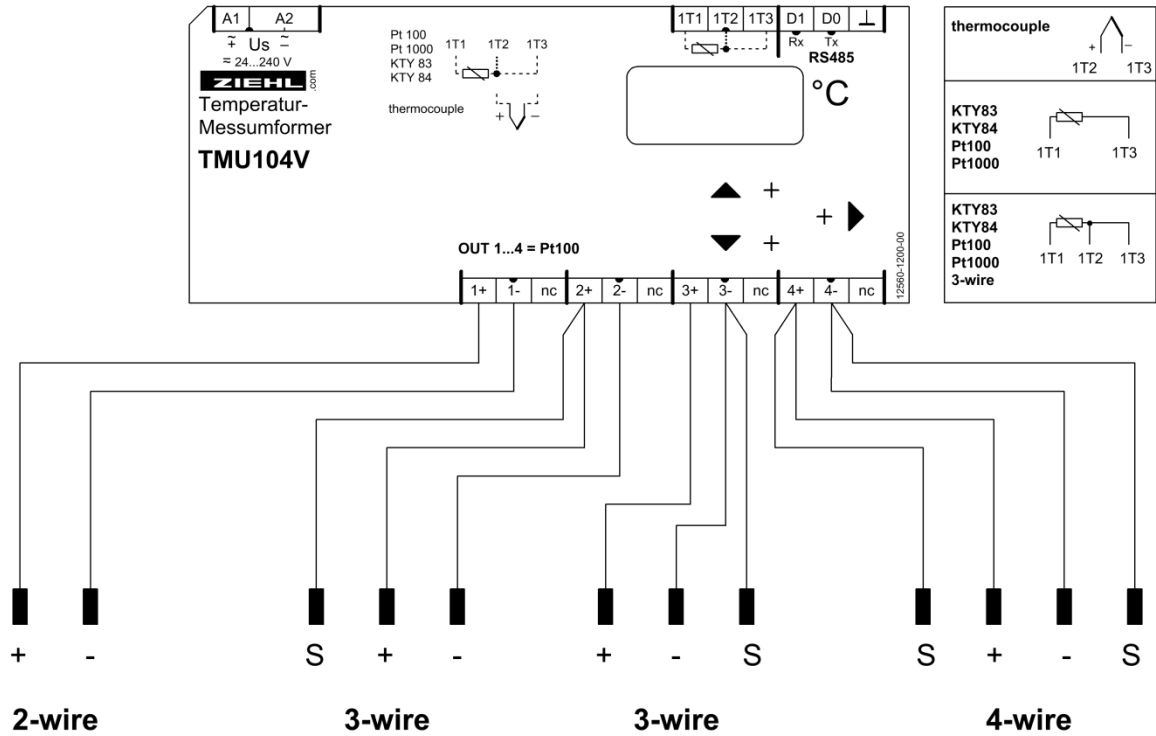 A1 A2
~ Us ~
+ -
≂ 24...240 V
ZIEHL.com
Temperatur-
Messumformer
TMU104V
Pt 100
Pt 1000
KTY 83
KTY 84
1T1 1T2 1T3
thermocouple
+ -
1T1 1T2 1T3 D1 D0 ⊥
Rx Tx
RS485
°C
+
+
+
OUT 1...4 = Pt100
12560-1200-00
1+ 1- nc 2+ 2- nc 3+ 3- nc 4+ 4- nc
thermocouple
+ -
1T2 1T3
KTY83
KTY84
Pt100
Pt1000
1T1 1T3
KTY83
KTY84
Pt100
Pt1000
3-wire
1T1 1T2 1T3
+ - S + - + - S S + - S
2-wire 3-wire 3-wire 4-wire